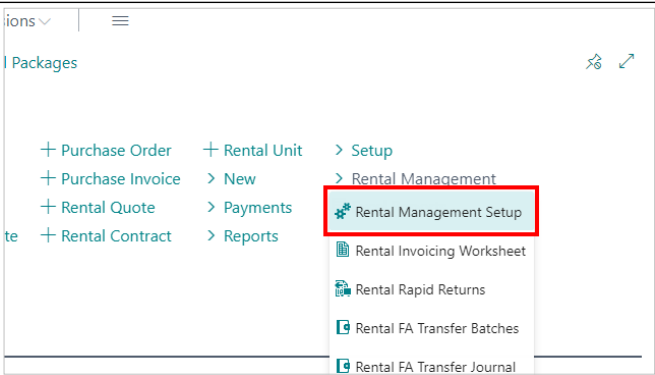 ions
l Packages
+ Purchase Order + Rental Unit > Setup
+ Purchase Invoice > New > Rental Management
+ Rental Quote > Payments Rental Management Setup
te + Rental Contract > Reports
Rental Invoicing Worksheet
Rental Rapid Returns
Rental FA Transfer Batches
Rental FA Transfer Journal